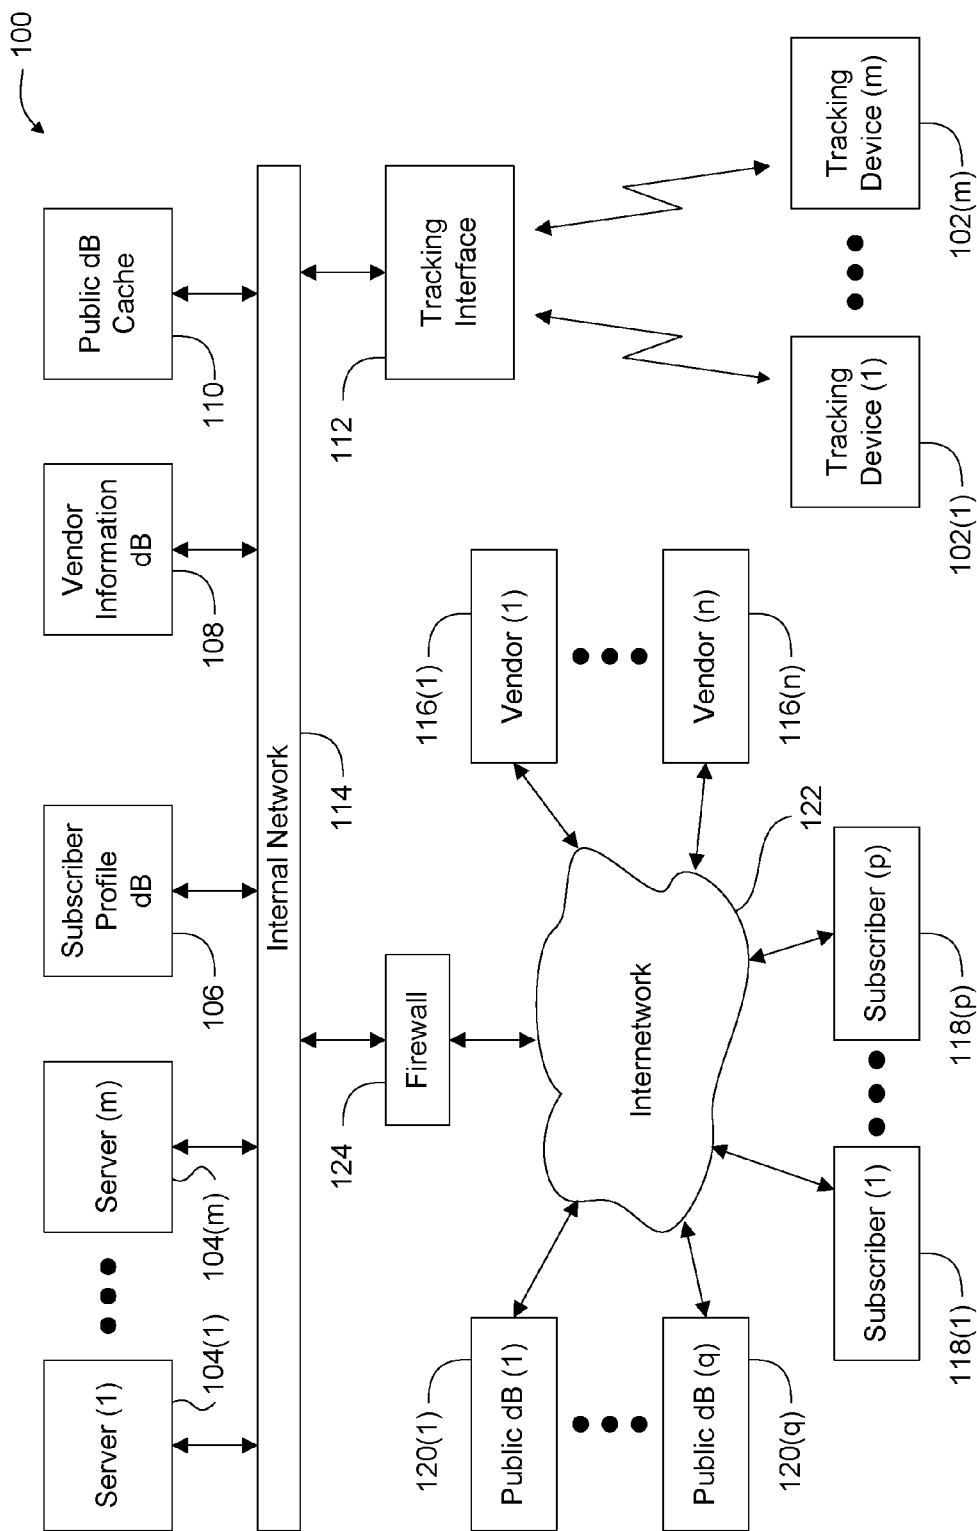 100
Server (1)
104(1)
Server (m)
104(m)
Subscriber
Profile
dB
106
Vendor
Information
dB
108
Public dB
Cache
110
Internal Network
114
124
Firewall
112
Tracking
Interface
120(1)
Public dB (1)
Public dB (q)
120(q)
Internetwork
122
116(1)
Vendor (1)
Vendor (n)
116(n)
Subscriber (1)
118(1)
Subscriber (p)
118(p)
Tracking
Device (1)
102(1)
Tracking
Device (m)
102(m)